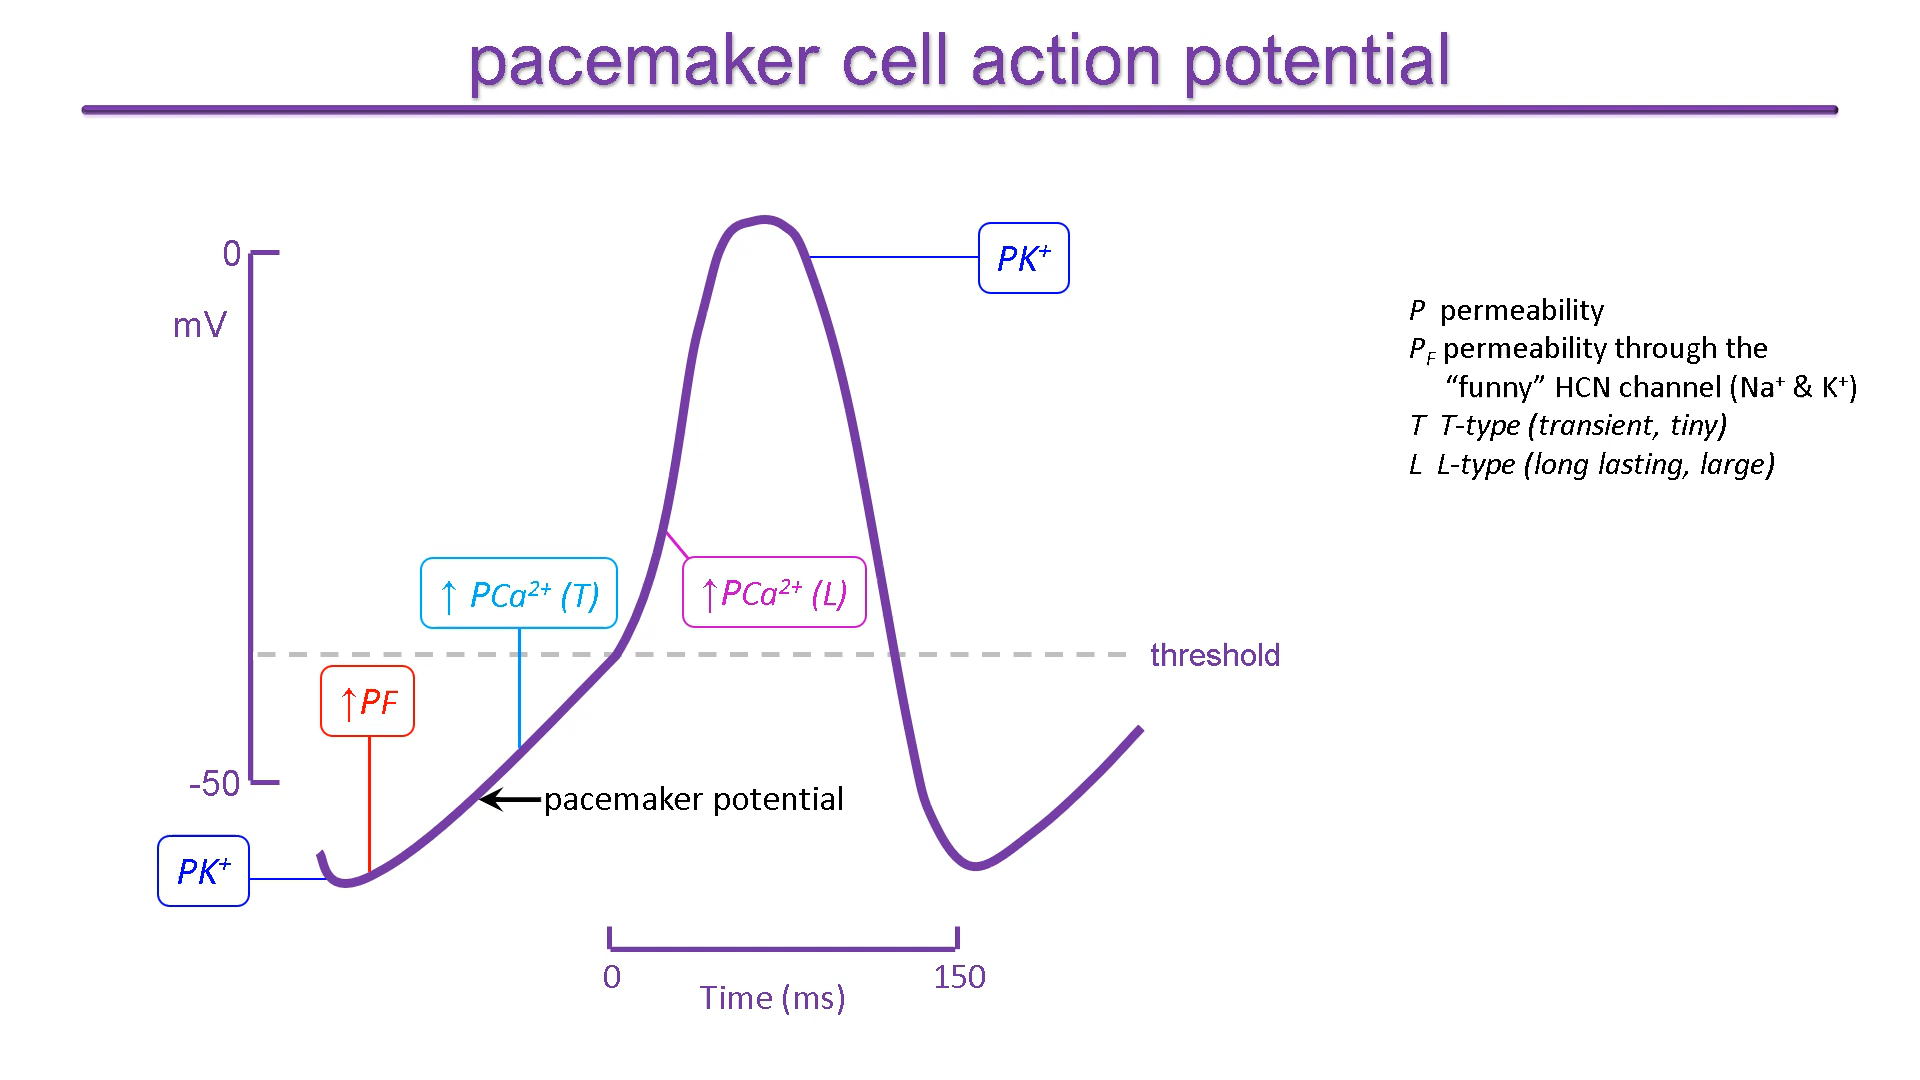 pacemaker cell action potential
0
mV
-50
PK⁺
PK⁺
↑ PCa²⁺ (T)
↑PCa²⁺ (L)
threshold
↑PF
pacemaker potential
0
150
Time (ms)
P permeability
P_F permeability through the
“funny” HCN channel (Na⁺ & K⁺)
T T-type (transient, tiny)
L L-type (long lasting, large)